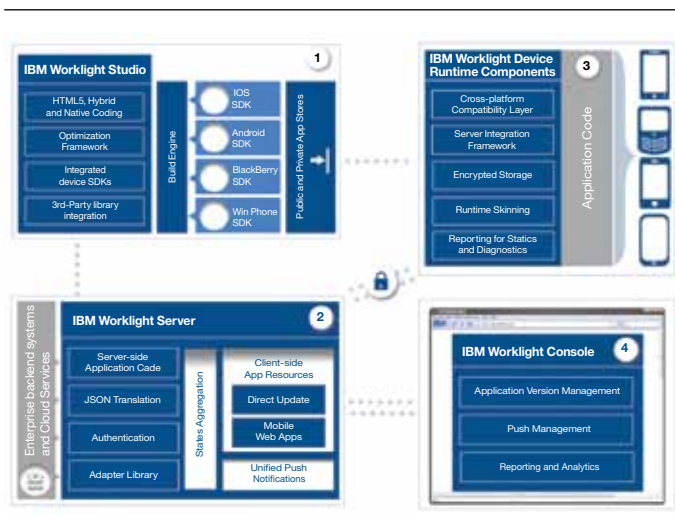 1
IBM Worklight Studio
HTML5, Hybrid
and Native Coding
Optimization
Framework
Integrated
device SDKs
3rd-Party library
integration
Build Engine
IOS
SDK
Android
SDK
BlackBerry
SDK
Win Phone
SDK
Public and Private App Stores
IBM Worklight Device
Runtime Components
3
Cross-platform
Compatibility Layer
Server Integration
Framework
Encrypted Storage
Runtime Skinning
Reporting for Statics
and Diagnostics
Application Code
Enterprise backend systems
and Cloud Services
IBM Worklight Server
2
Server-side
Application Cade
JSON Translation
Authentication
Adapter Library
States Aggregation
Client-side
App Resources
Direct Update
Mobile
Web Apps
Unified Push
Notifications
IBM Worklight Console
4
Application Version Management
Push Management
Reporting and Analytics